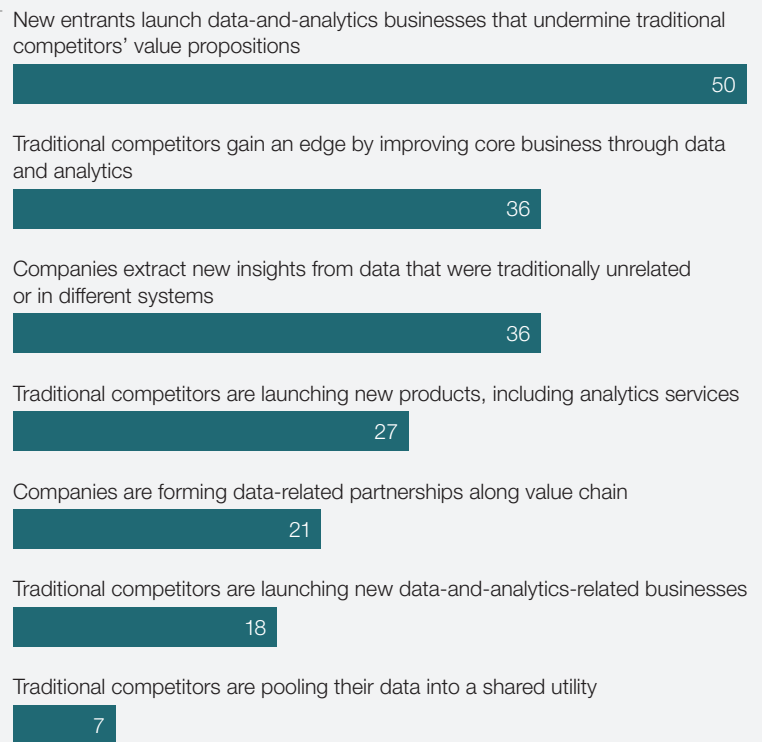 New entrants launch data-and-analytics businesses that undermine traditional
competitors’ value propositions
50
Traditional competitors gain an edge by improving core business through data
and analytics
36
Companies extract new insights from data that were traditionally unrelated
or in different systems
36
Traditional competitors are launching new products, including analytics services
27
Companies are forming data-related partnerships along value chain
21
Traditional competitors are launching new data-and-analytics-related businesses
18
Traditional competitors are pooling their data into a shared utility
7